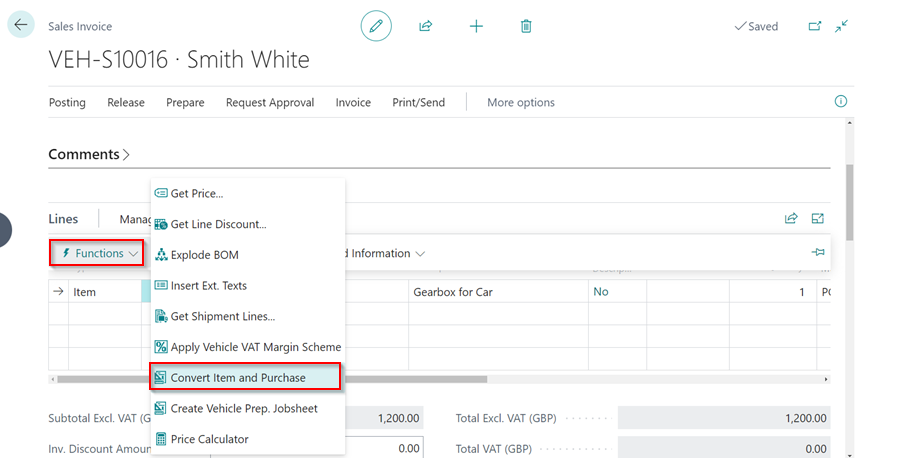 Sales Invoice
Saved
VEH-S10016 · Smith White
Posting Release Prepare Request Approval Invoice Print/Send More options
Comments
Lines Manag
Functions d Information
Get Price...
Get Line Discount...
Explode BOM
Insert Ext. Texts
Get Shipment Lines...
Apply Vehicle VAT Margin Scheme
Convert Item and Purchase
Create Vehicle Prep. Jobsheet
Price Calculator
Item Gearbox for Car No 1 PC
Subtotal Excl. VAT (G 1,200.00 Total Excl. VAT (GBP) 1,200.00
Inv. Discount Amoun 0.00 Total VAT (GBP) 0.00